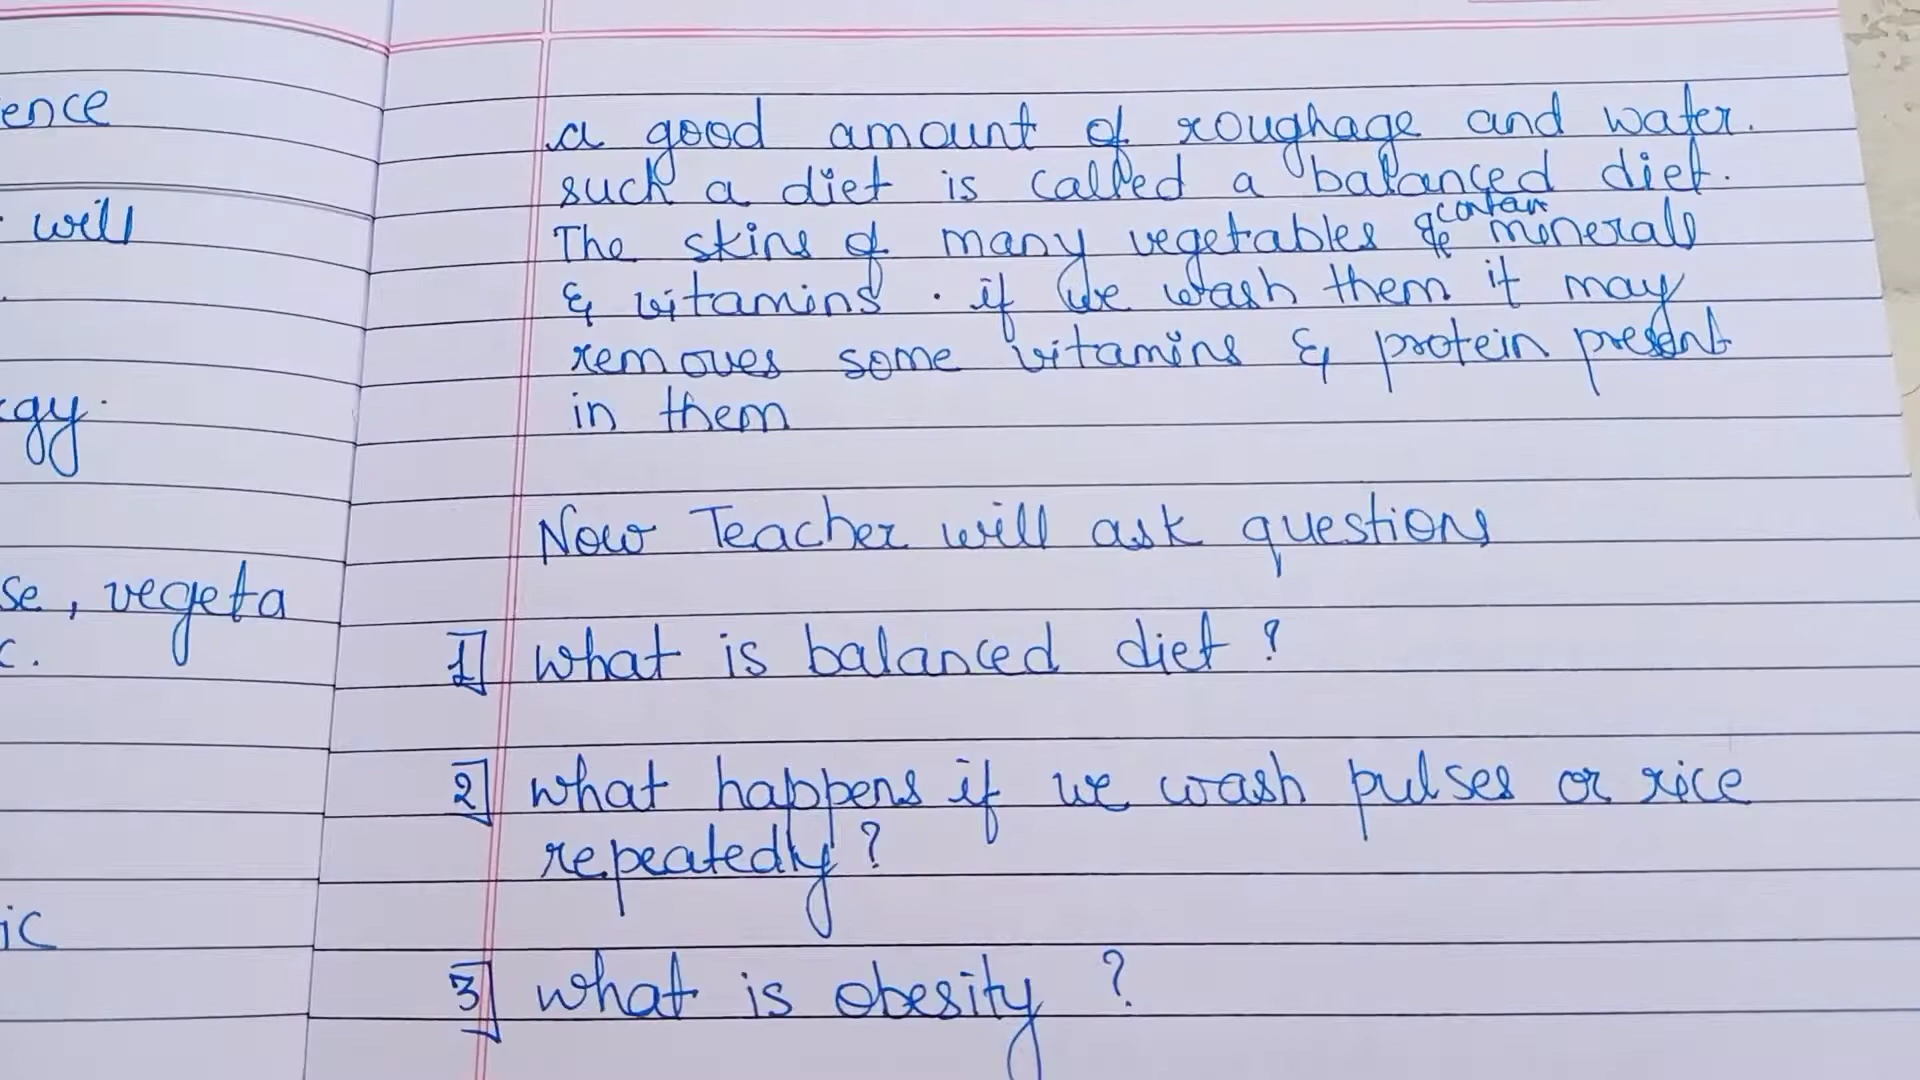 ence
will
gy.
se, vegeta
c.
ic
a good amount of roughage and water.
such a diet is called a balanced diet.
The skins of many vegetables contain minerals
& vitamins. if we wash them it may
removes some vitamins & protein present
in them
Now Teacher will ask questions
1] what is balanced diet ?
2] what happens if we wash pulses or rice
repeatedly ?
3] what is obesity ?